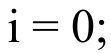 i = 0;